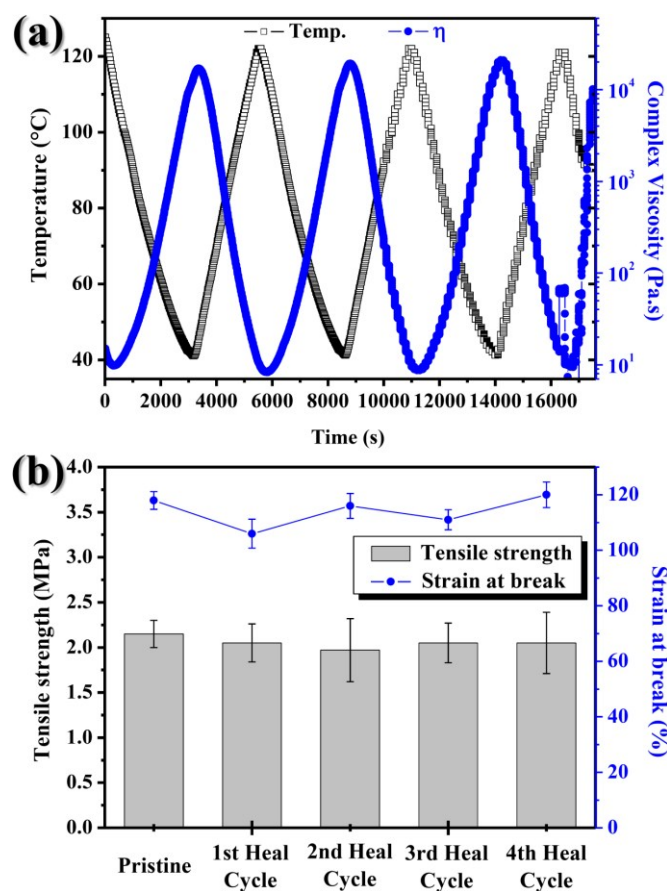 (a)
Temp. η
120
100
80
60
40
Temperature (°C)
10⁴
10³
10²
10¹
Complex Viscosity (Pa.s)
0 2000 4000 6000 8000 10000 12000 14000 16000
Time (s)
(b)
4.0
3.5
3.0
2.5
2.0
1.5
1.0
0.5
0.0
Tensile strength (MPa)
Tensile strength
Strain at break
120
100
80
60
40
20
0
Strain at break (%)
Pristine 1st Heal 2nd Heal 3rd Heal 4th Heal
Cycle Cycle Cycle Cycle